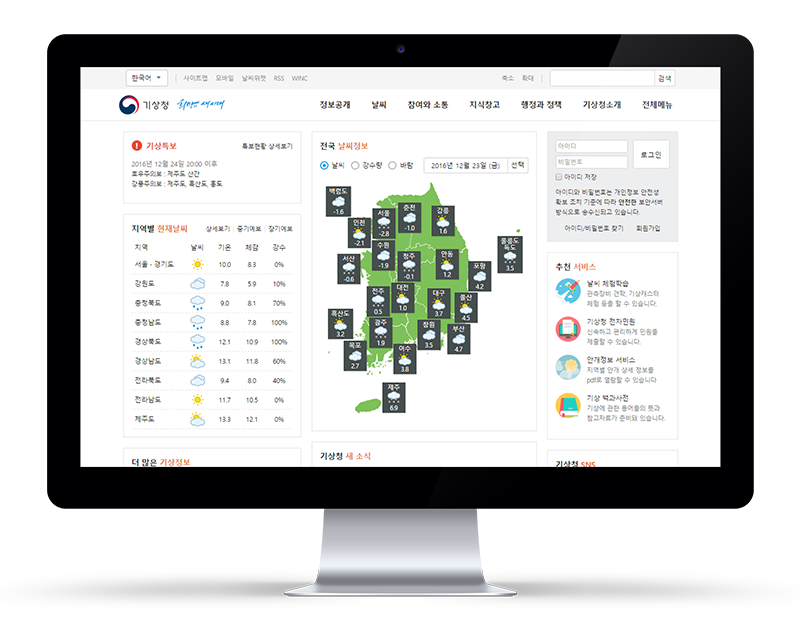 한국어
사이트맵 모바일 날씨위젯 RSS WINC
축소 확대
검색
기상청
정보공개 날씨 참여와 소통 지식창고 행정과 정책 기상청소개 전체메뉴
기상특보
특보현황 상세보기
2016년 12월 24일 20:00 이후
호우주의보 : 제주도 산간
강풍주의보 : 제주도, 흑산도, 홍도
지역별 현재날씨
상세보기 중기예보 장기예보
지역 날씨 기온 체감 강수
서울 - 경기도 10.0 8.3 0%
강원도 7.8 5.9 10%
충청북도 9.0 8.1 70%
충청남도 8.8 7.8 100%
경상북도 12.1 10.9 100%
경상남도 13.1 11.8 60%
전라북도 9.4 8.0 40%
전라남도 11.7 10.5 0%
제주도 13.3 12.1 0%
더 많은 기상정보
전국 날씨정보
날씨 강수량 바람
2016년 12월 23일 (금) 선택
백령도
-1.6
서울
-2.8
춘천
-1.0
강릉
1.6
인천
-2.1
울릉도
독도
3.5
수원
-1.9
서산
-0.6
청주
-0.1
안동
1.2
포항
4.2
전주
0.5
대전
1.0
대구
3.7
울산
4.5
흑산도
3.2
광주
1.9
창원
3.5
부산
4.7
목포
2.7
여수
3.8
제주
6.9
기상청 새 소식
아이디
비밀번호
로그인
아이디 저장
아이디와 비밀번호는 개인정보 안전성
확보 조치 기준에 따라 안전한 보안서버
방식으로 송수신되고 있습니다.
아이디/비밀번호 찾기 회원가입
추천 서비스
날씨 체험학습
관측장비 견학, 기상캐스터
체험 등을 할 수 있습니다.
기상청 전자민원
신속하고 편리하게 민원을
제출할 수 있습니다.
안개정보 서비스
지역별 안개 상세 정보를
pdf로 열람할 수 있습니다
기상 백과사전
기상에 관한 용어들의 뜻과
참고자료가 준비돼 있습니다.
기상청 SNS